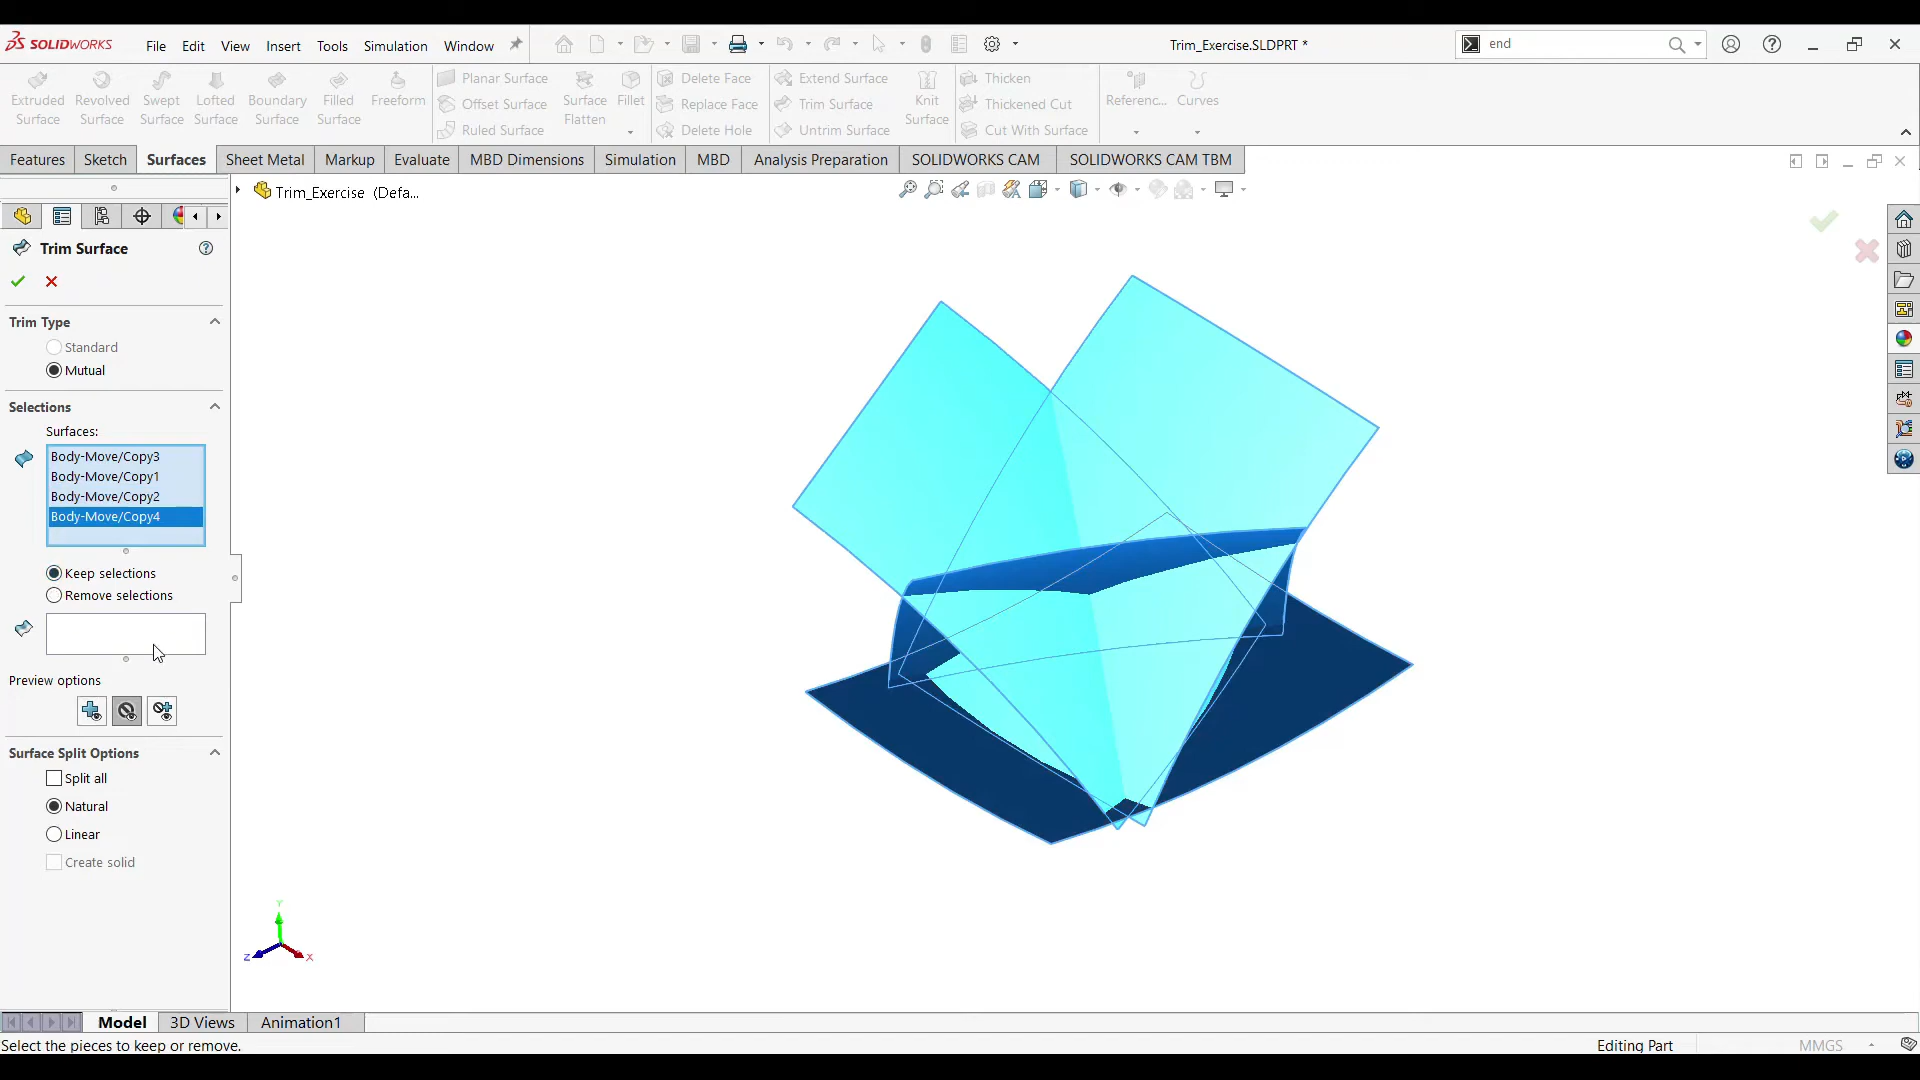 SOLIDWORKS
File Edit View Insert Tools Simulation Window
Trim_Exercise.SLDPRT *
end
Extruded Surface
Revolved Surface
Swept Surface
Lofted Surface
Boundary Surface
Filled Surface
Freeform
Planar Surface
Offset Surface
Ruled Surface
Surface Flatten
Fillet
Delete Face
Replace Face
Delete Hole
Extend Surface
Trim Surface
Untrim Surface
Knit Surface
Thicken
Thickened Cut
Cut With Surface
Referenc...
Curves
Features Sketch Surfaces Sheet Metal Markup Evaluate MBD Dimensions Simulation MBD Analysis Preparation SOLIDWORKS CAM SOLIDWORKS CAM TBM
Trim_Exercise (Defa...
Trim Surface
Trim Type
Standard
Mutual
Selections
Surfaces:
Body-Move/Copy3
Body-Move/Copy1
Body-Move/Copy2
Body-Move/Copy4
Keep selections
Remove selections
Preview options
Surface Split Options
Split all
Natural
Linear
Create solid
Y
Z
X
Model 3D Views Animation1
Select the pieces to keep or remove.
Editing Part
MMGS